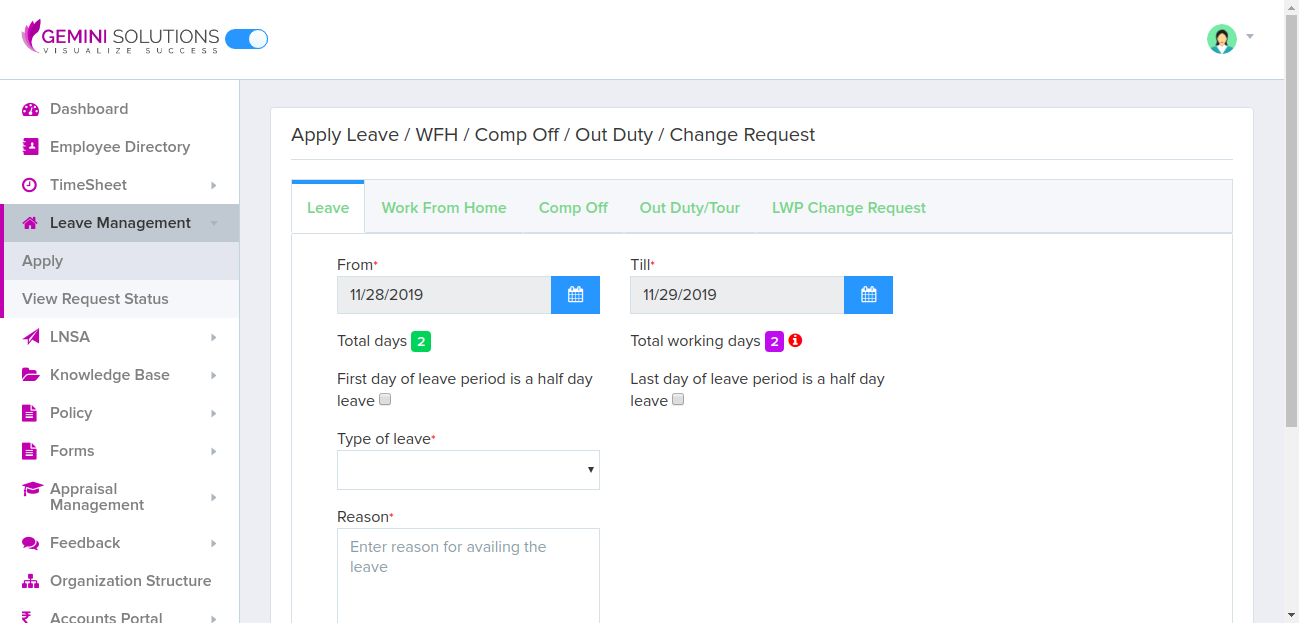 GEMINI SOLUTIONS
VISUALIZE SUCCESS
Dashboard
Employee Directory
TimeSheet
Leave Management
Apply
View Request Status
LNSA
Knowledge Base
Policy
Forms
Appraisal
Management
Feedback
Organization Structure
Accounts Portal
Apply Leave / WFH / Comp Off / Out Duty / Change Request
Leave Work From Home Comp Off Out Duty/Tour LWP Change Request
From* Till*
11/28/2019 11/29/2019
Total days 2 Total working days 2
First day of leave period is a half day Last day of leave period is a half day
leave leave
Type of leave*
Reason*
Enter reason for availing the
leave